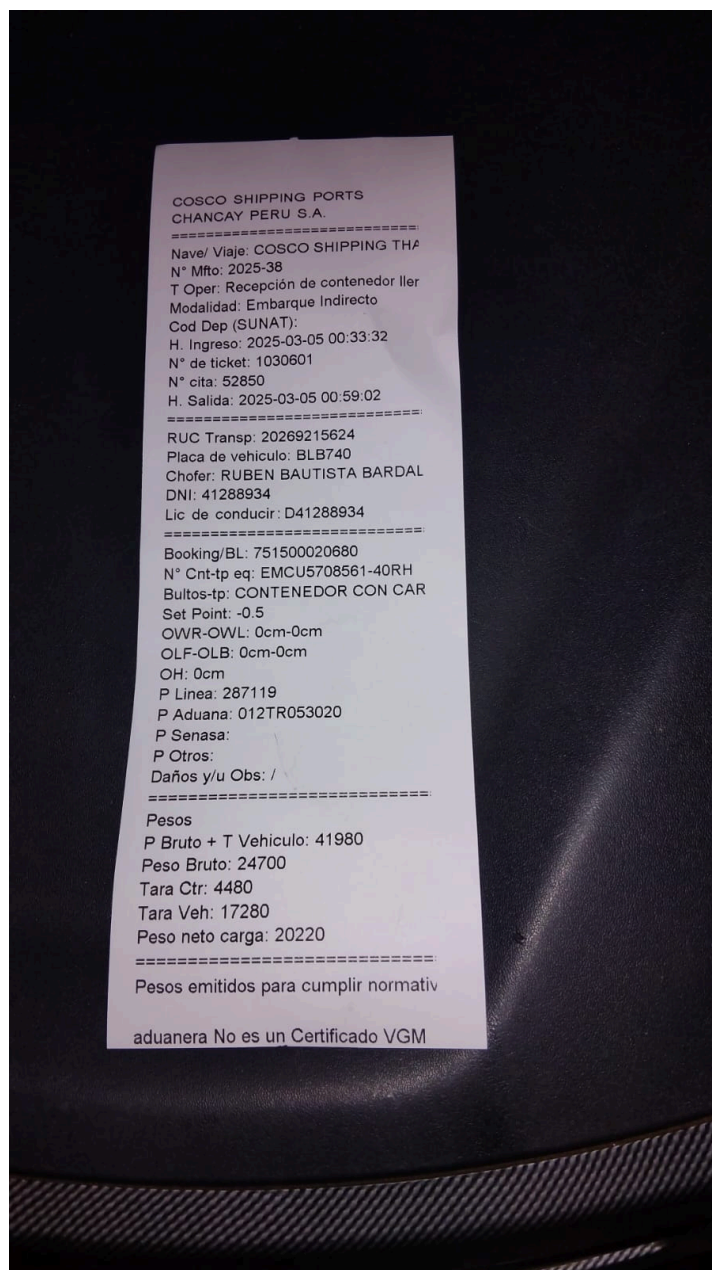 COSCO SHIPPING PORTS
CHANCAY PERU S.A.
============================
Nave/ Viaje: COSCO SHIPPING THA
N° Mfto: 2025-38
T Oper: Recepción de contenedor ller
Modalidad: Embarque Indirecto
Cod Dep (SUNAT):
H. Ingreso: 2025-03-05 00:33:32
N° de ticket: 1030601
N° cita: 52850
H. Salida: 2025-03-05 00:59:02
============================
RUC Transp: 20269215624
Placa de vehiculo: BLB740
Chofer: RUBEN BAUTISTA BARDAL
DNI: 41288934
Lic de conducir: D41288934
============================
Booking/BL: 751500020680
N° Cnt-tp eq: EMCU5708561-40RH
Bultos-tp: CONTENEDOR CON CAR
Set Point: -0.5
OWR-OWL: 0cm-0cm
OLF-OLB: 0cm-0cm
OH: 0cm
P Linea: 287119
P Aduana: 012TR053020
P Senasa:
P Otros:
Daños y/u Obs: /
============================
Pesos
P Bruto + T Vehiculo: 41980
Peso Bruto: 24700
Tara Ctr: 4480
Tara Veh: 17280
Peso neto carga: 20220
============================
Pesos emitidos para cumplir normativ
aduanera No es un Certificado VGM